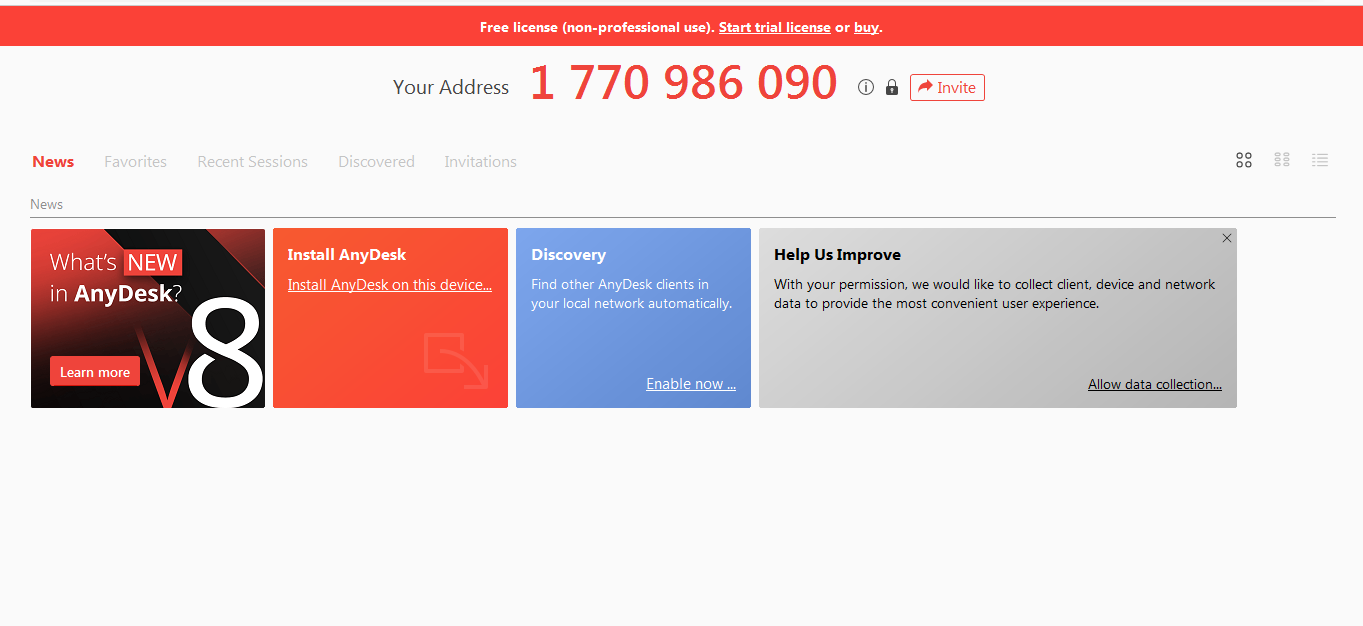 Free license (non-professional use). Start trial license or buy.
Your Address 1 770 986 090 Invite
News Favorites Recent Sessions Discovered Invitations
News
What's NEW
in AnyDesk?
V8
Learn more
Install AnyDesk
Install AnyDesk on this device...
Discovery
Find other AnyDesk clients in
your local network automatically.
Enable now ...
Help Us Improve
With your permission, we would like to collect client, device and network
data to provide the most convenient user experience.
Allow data collection...